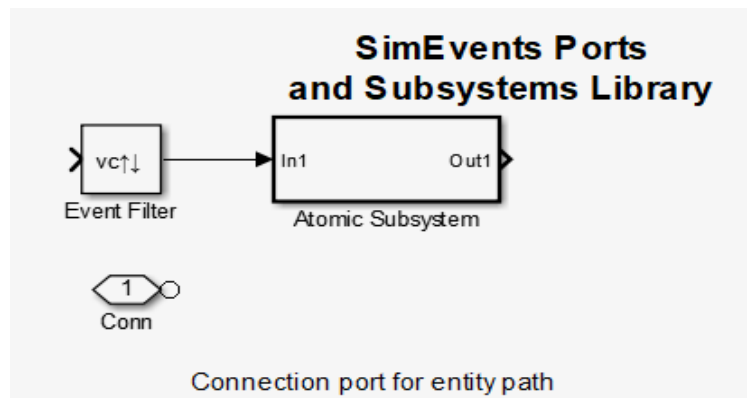 SimEvents Ports
and Subsystems Library
vc↑↓
In1
Out1
Event Filter
Atomic Subsystem
1
Conn
Connection port for entity path